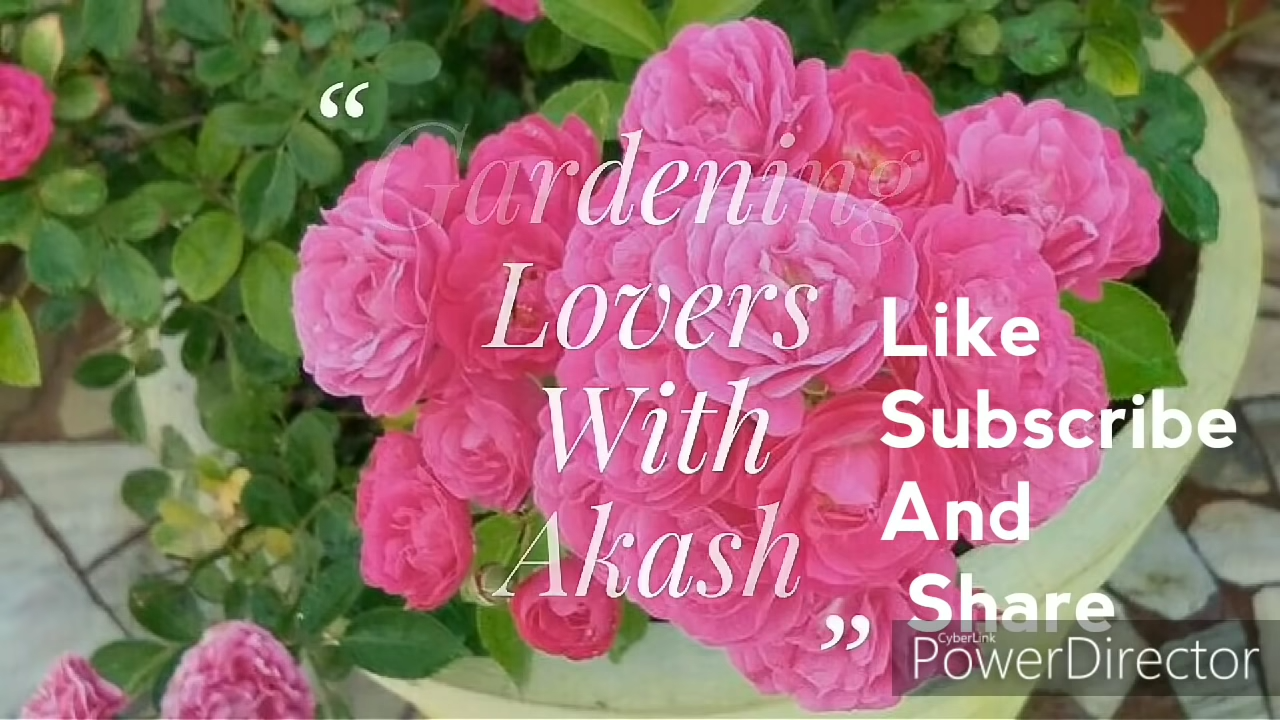 “
Gardening
Lovers
With
Akash
”
Like
Subscribe
And
Share
CyberLink
PowerDirector